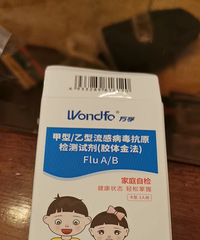 Wondfo 万孚
甲型/乙型流感病毒抗原
检测试剂(胶体金法)
Flu A/B
家庭自检
健康状态 轻松掌握